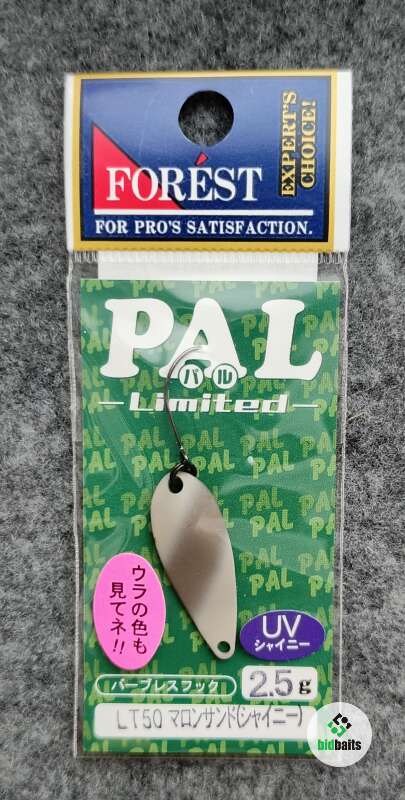 EXPERT'S
CHOICE!
FORÉST
FOR PRO'S SATISFACTION.
PAL
パル
Limited
ウラの色も
見てネ!!
UV
シャイニー
バーブレスフック
2.5g
LT50 マロンサンド(シャイニー)
bidbaits